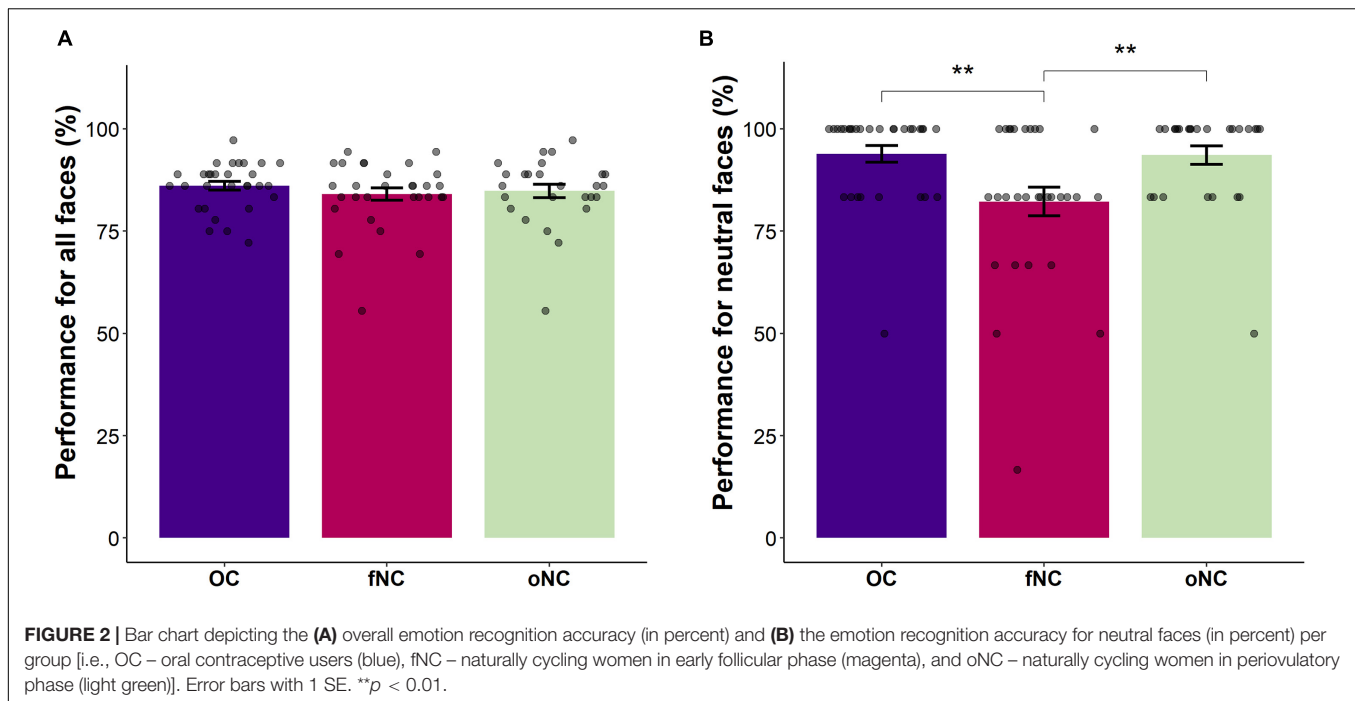 A
B
**
**
Performance for all faces (%)
100
75
50
25
0
OC
fNC
oNC
Performance for neutral faces (%)
100
75
50
25
0
OC
fNC
oNC
FIGURE 2 | Bar chart depicting the (A) overall emotion recognition accuracy (in percent) and (B) the emotion recognition accuracy for neutral faces (in percent) per
group [i.e., OC – oral contraceptive users (blue), fNC – naturally cycling women in early follicular phase (magenta), and oNC – naturally cycling women in periovulatory
phase (light green)]. Error bars with 1 SE. **p < 0.01.